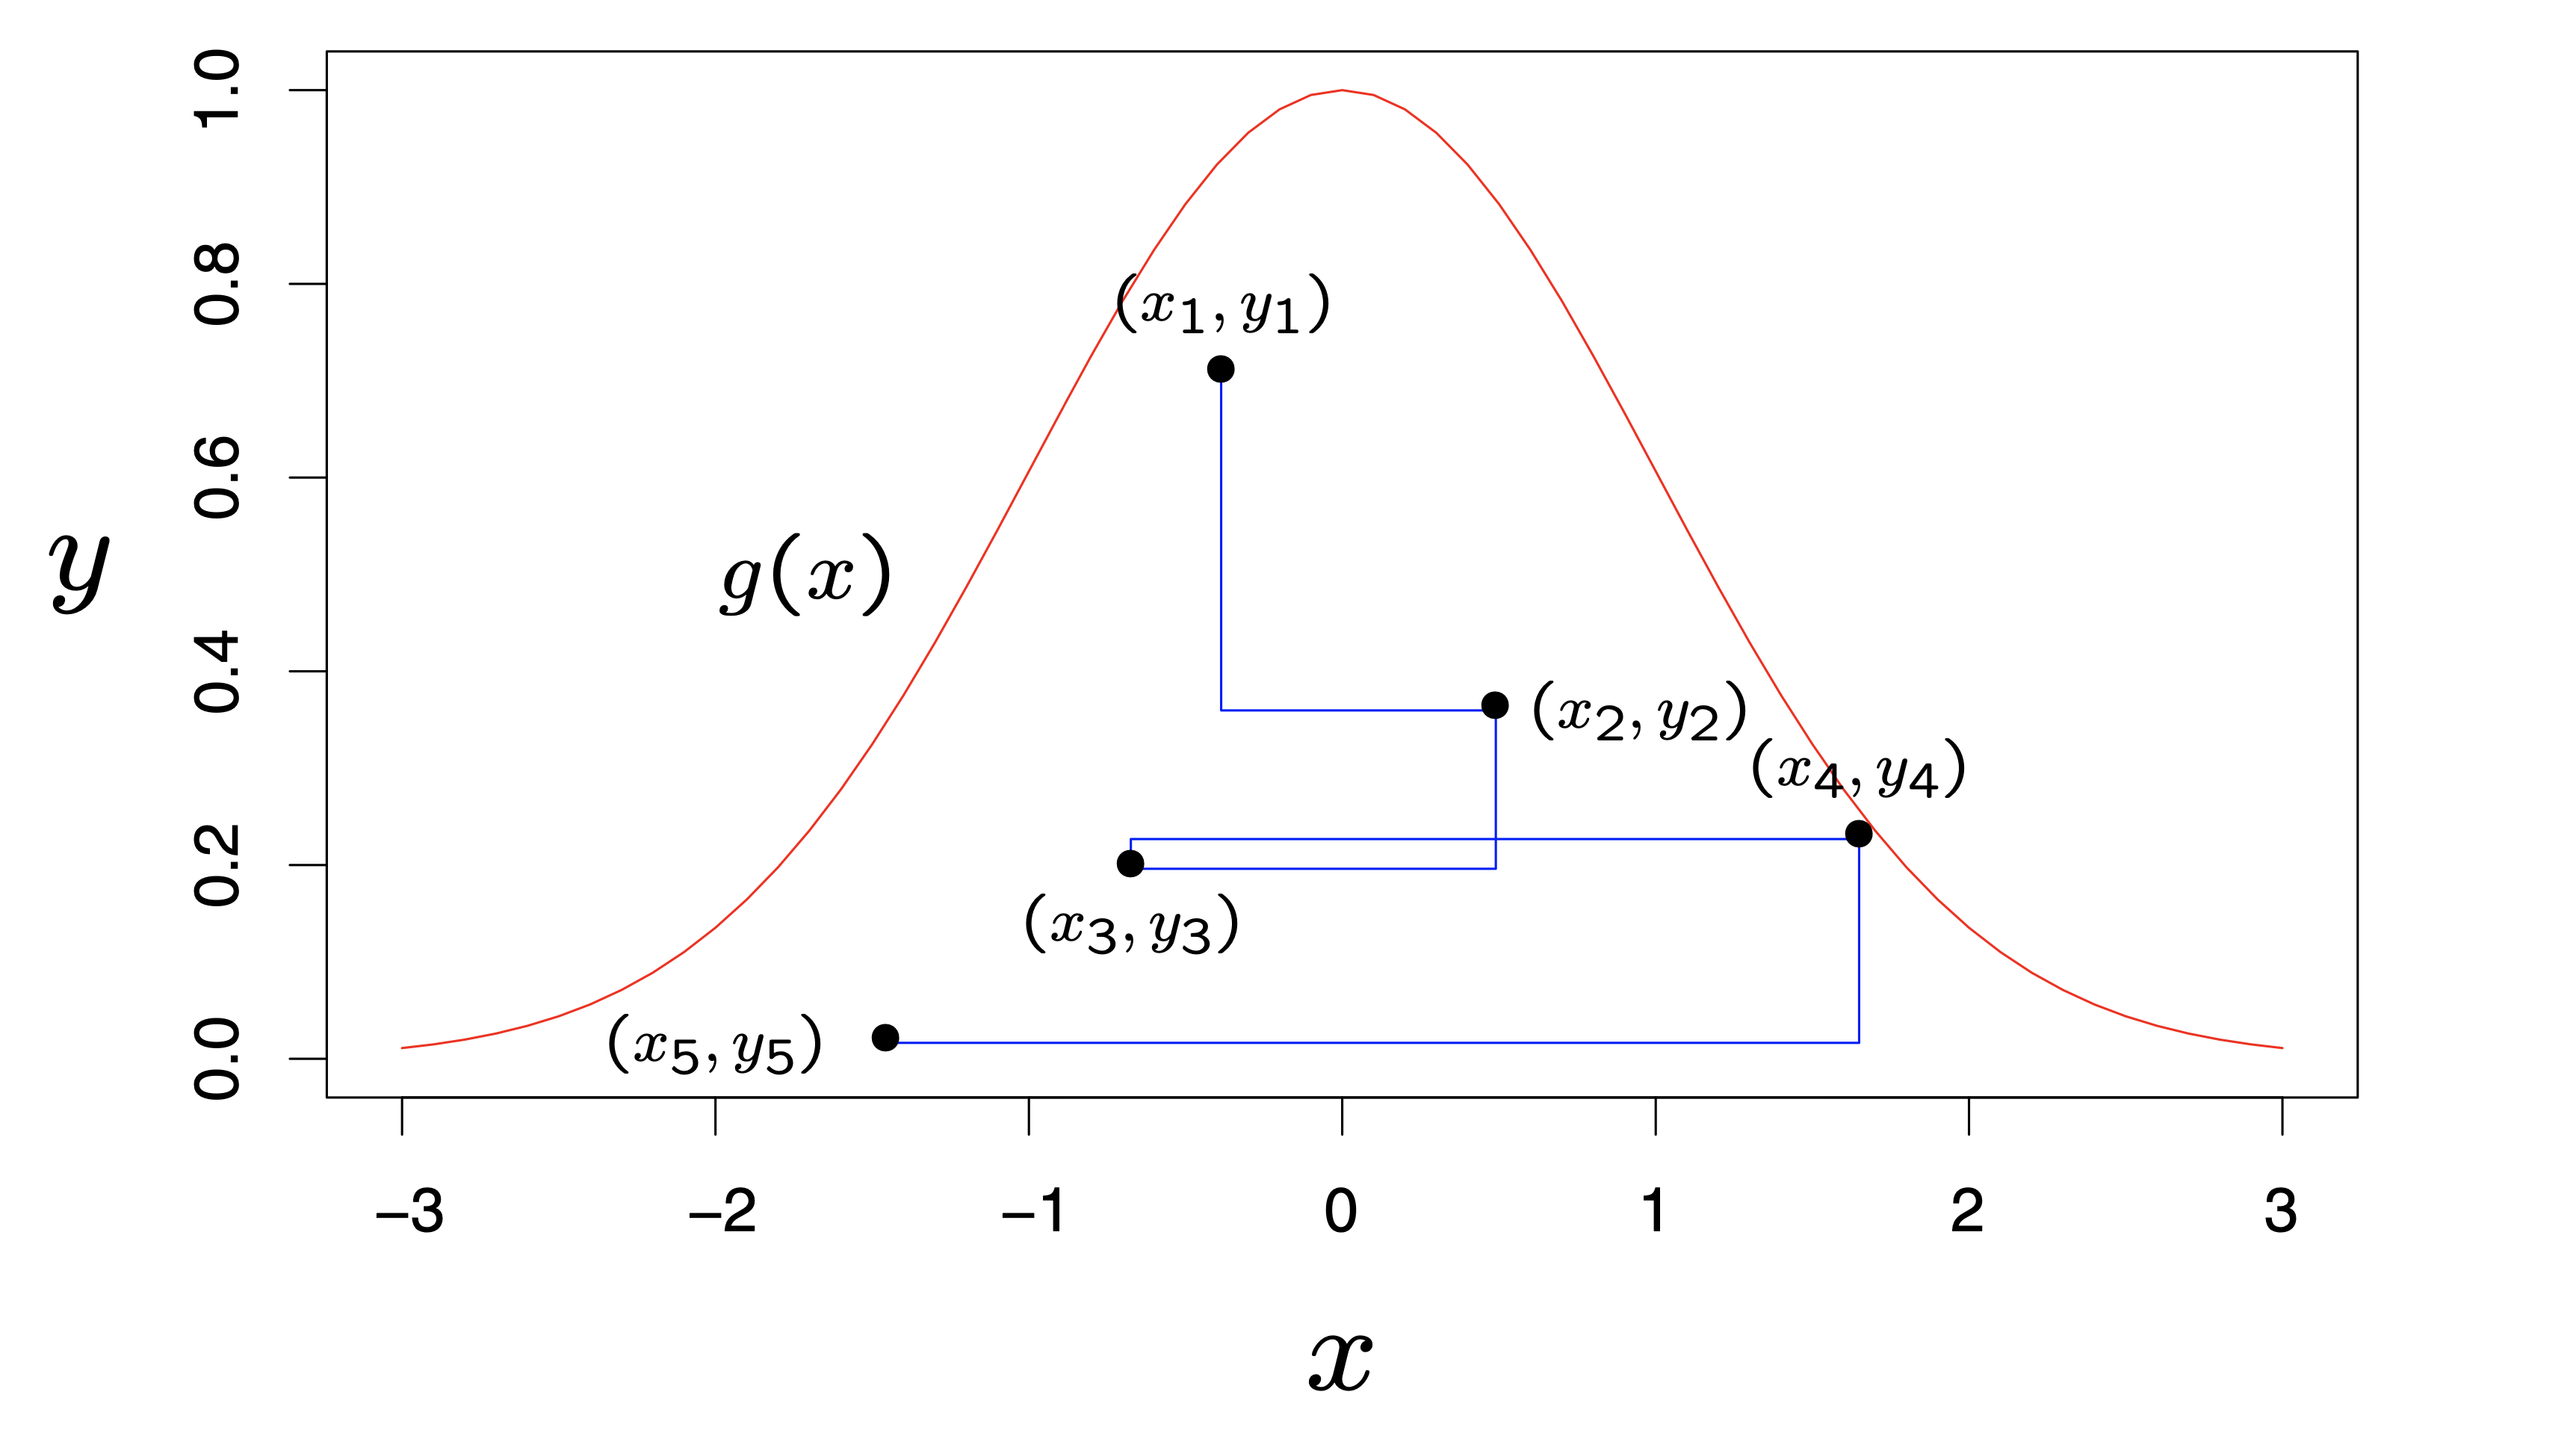 1.0
0.8
0.6
0.4
0.2
0.0
y
g(x)
(x₁, y₁)
(x₂, y₂)
(x₄, y₄)
(x₃, y₃)
(x₅, y₅)
−3 −2 −1 0 1 2 3
x